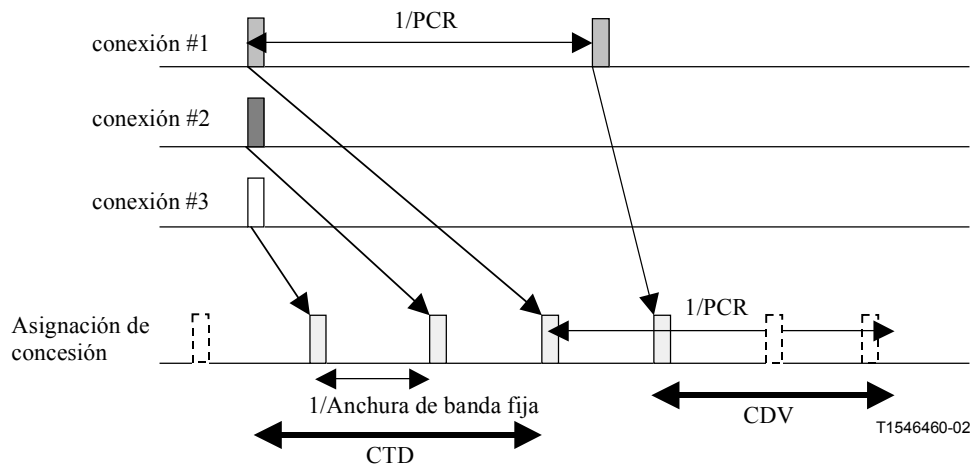 1/PCR
conexión #1
conexión #2
conexión #3
1/PCR
Asignación de
concesión
1/Anchura de banda fija
CDV
T1546460-02
CTD